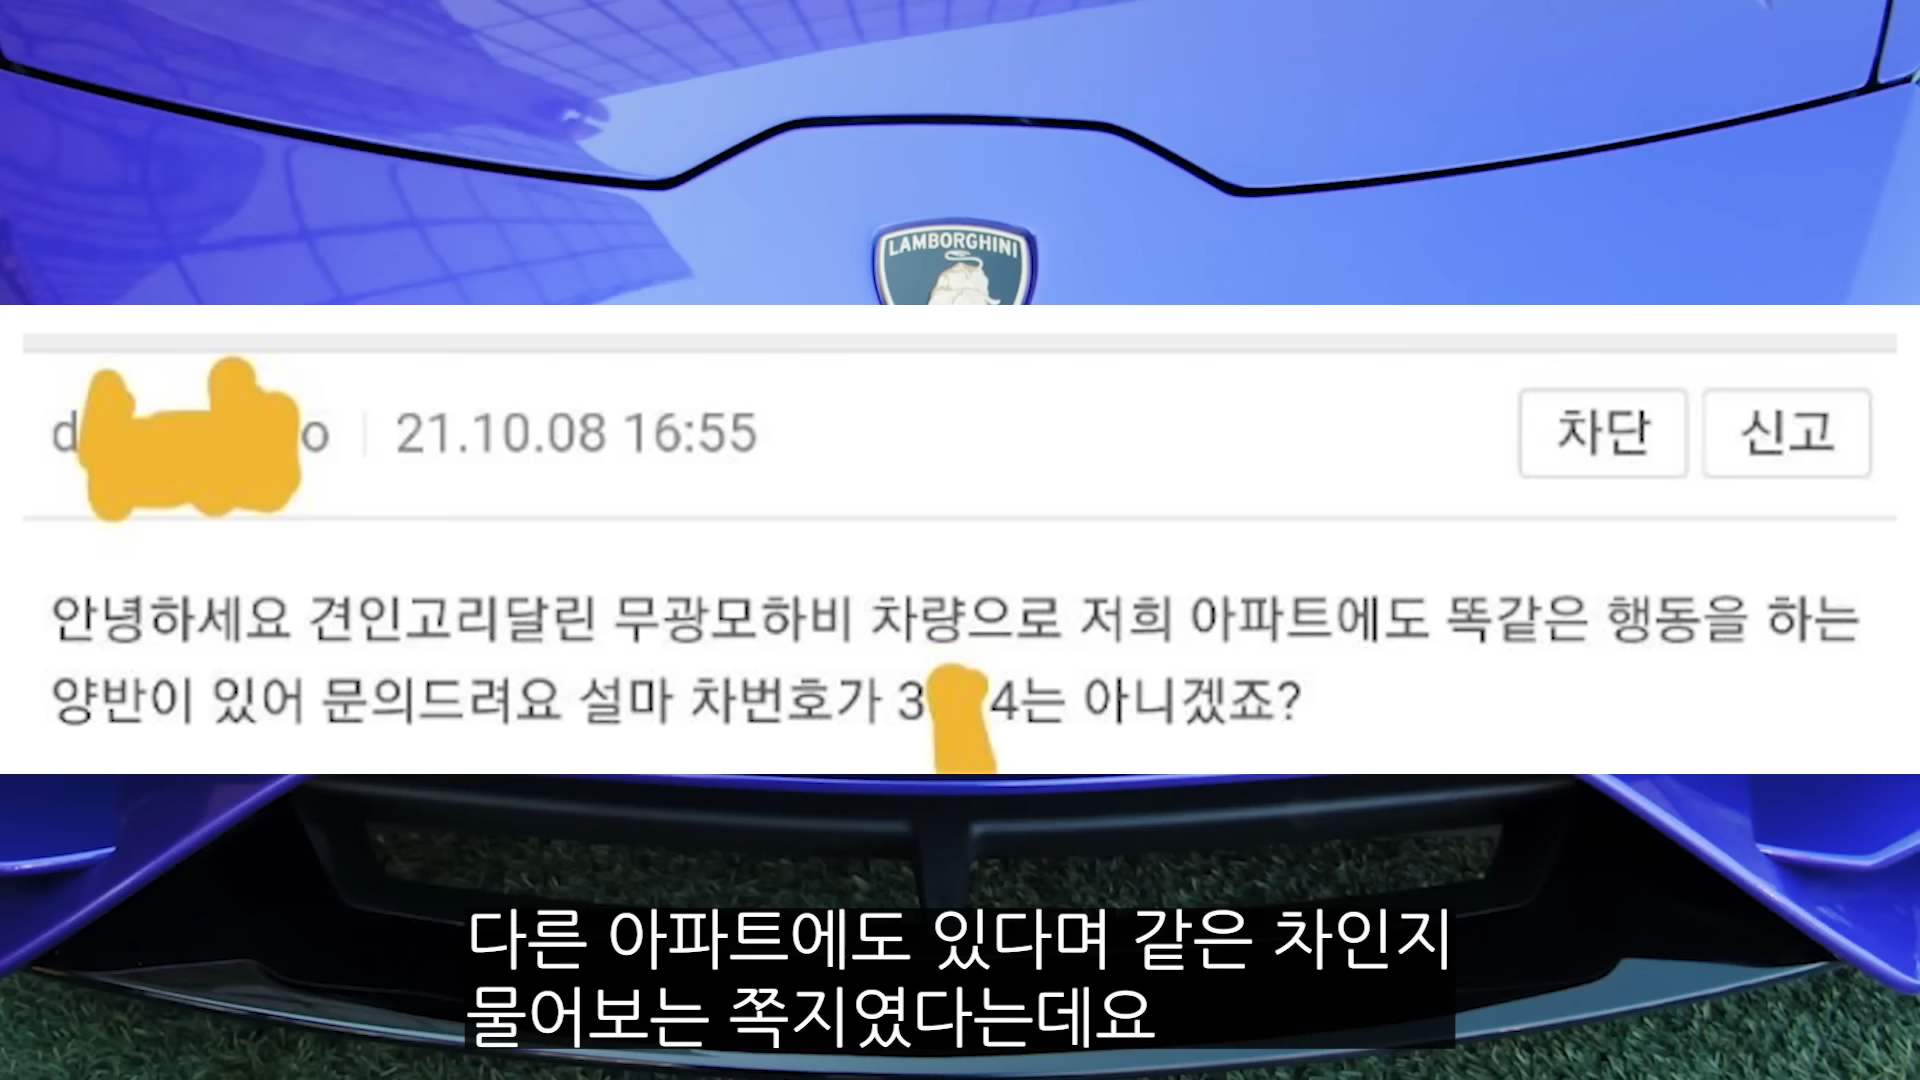 LAMBORGHINI
d o 21.10.08 16:55 차단 신고
안녕하세요 견인고리달린 무광모하비 차량으로 저희 아파트에도 똑같은 행동을 하는
양반이 있어 문의드려요 설마 차번호가 3 4는 아니겠죠?
다른 아파트에도 있다며 같은 차인지
물어보는 쪽지였다는데요